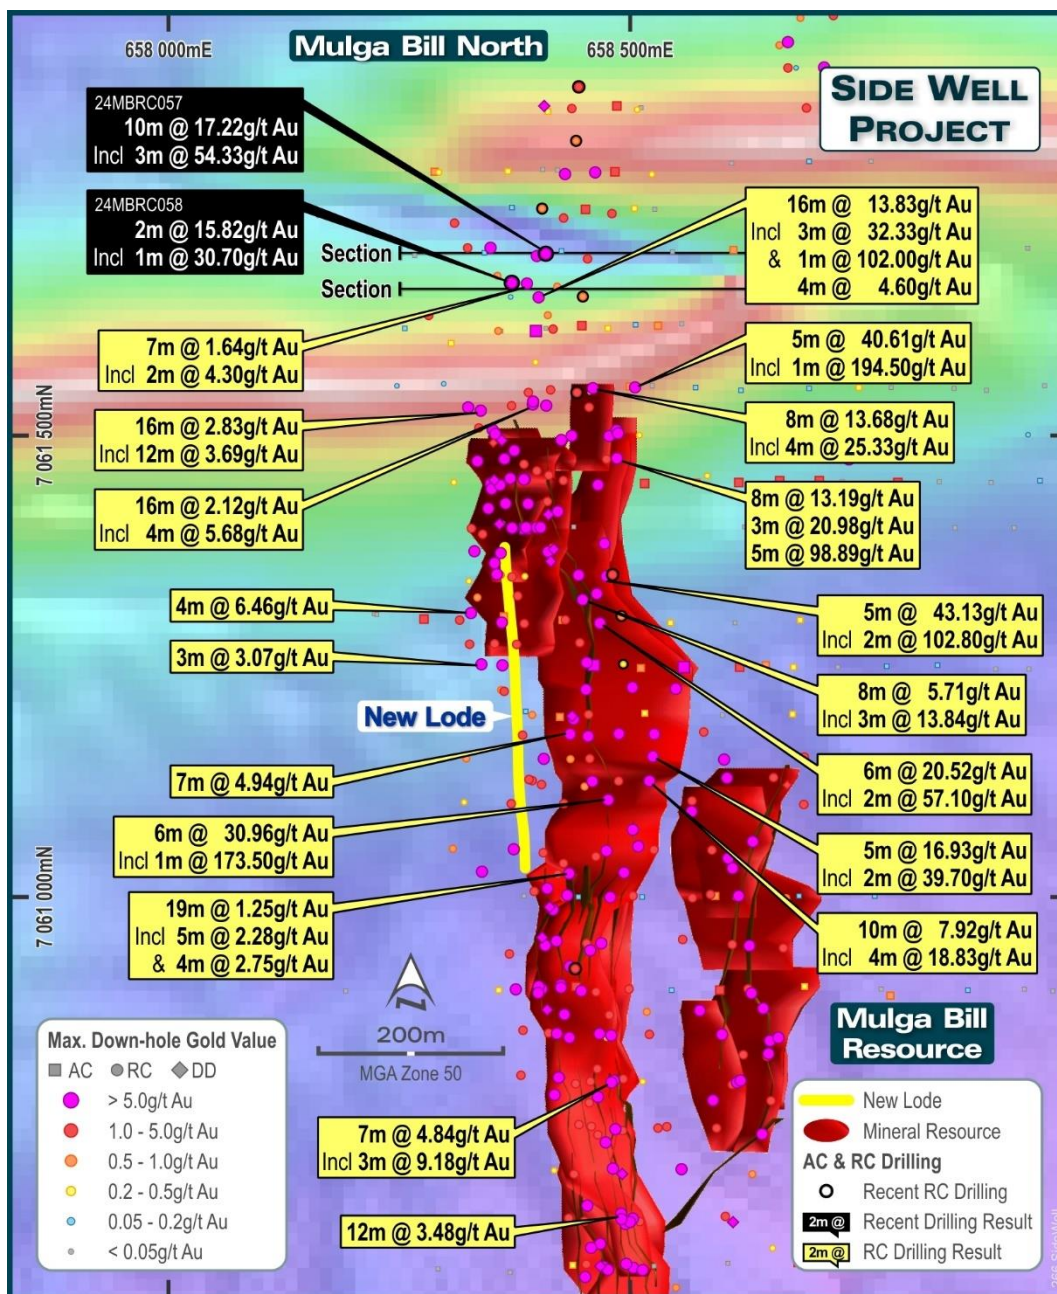 658 000mE
Mulga Bill North
658 500mE
SIDE WELL
PROJECT
24MBRC057
10m @ 17.22g/t Au
Incl 3m @ 54.33g/t Au
24MBRC058
2m @ 15.82g/t Au
Incl 1m @ 30.70g/t Au
Section
Section
16m @ 13.83g/t Au
Incl 3m @ 32.33g/t Au
& 1m @ 102.00g/t Au
4m @ 4.60g/t Au
7m @ 1.64g/t Au
Incl 2m @ 4.30g/t Au
5m @ 40.61g/t Au
Incl 1m @ 194.50g/t Au
7 061 500mN
16m @ 2.83g/t Au
Incl 12m @ 3.69g/t Au
8m @ 13.68g/t Au
Incl 4m @ 25.33g/t Au
16m @ 2.12g/t Au
Incl 4m @ 5.68g/t Au
8m @ 13.19g/t Au
3m @ 20.98g/t Au
5m @ 98.89g/t Au
4m @ 6.46g/t Au
5m @ 43.13g/t Au
Incl 2m @ 102.80g/t Au
3m @ 3.07g/t Au
8m @ 5.71g/t Au
Incl 3m @ 13.84g/t Au
New Lode
7m @ 4.94g/t Au
6m @ 20.52g/t Au
Incl 2m @ 57.10g/t Au
6m @ 30.96g/t Au
Incl 1m @ 173.50g/t Au
5m @ 16.93g/t Au
Incl 2m @ 39.70g/t Au
7 061 000mN
19m @ 1.25g/t Au
Incl 5m @ 2.28g/t Au
& 4m @ 2.75g/t Au
10m @ 7.92g/t Au
Incl 4m @ 18.83g/t Au
N
200m
MGA Zone 50
Mulga Bill
Resource
Max. Down-hole Gold Value
AC RC DD
> 5.0g/t Au
1.0 - 5.0g/t Au
0.5 - 1.0g/t Au
0.2 - 0.5g/t Au
0.05 - 0.2g/t Au
< 0.05g/t Au
7m @ 4.84g/t Au
Incl 3m @ 9.18g/t Au
12m @ 3.48g/t Au
New Lode
Mineral Resource
AC & RC Drilling
Recent RC Drilling
2m @ Recent Drilling Result
2m @ RC Drilling Result